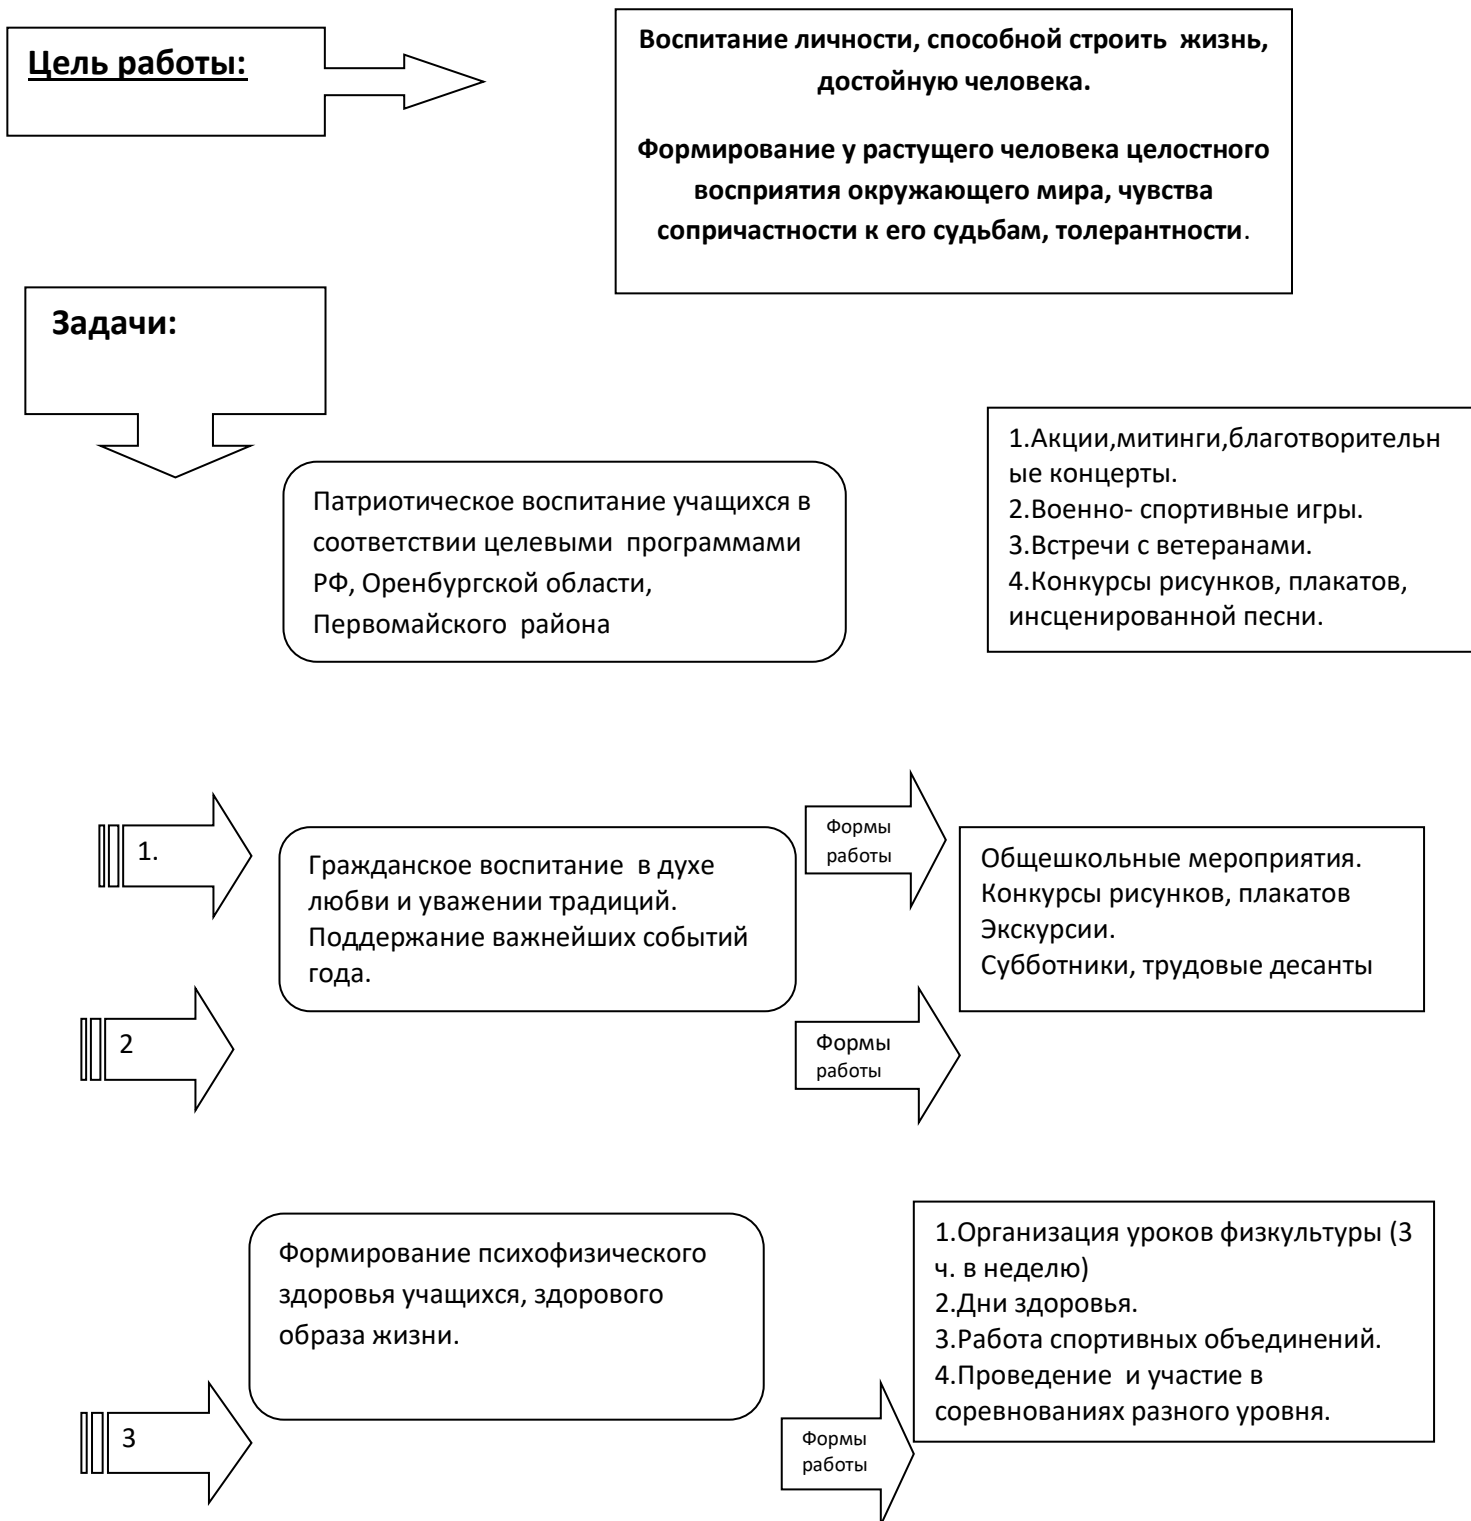 Цель работы:
Воспитание личности, способной строить  жизнь,
достойную человека.
Формирование у растущего человека целостного
восприятия окружающего мира, чувства
сопричастности к его судьбам, толерантности.
Задачи:
Патриотическое воспитание учащихся в
соответствии целевыми  программами
РФ, Оренбургской области,
Первомайского  района
1.Акции,митинги,благотворительн
ые концерты.
2.Военно- спортивные игры.
3.Встречи с ветеранами.
4.Конкурсы рисунков, плакатов,
инсценированной песни.
1.
Гражданское воспитание  в духе
любви и уважении традиций.
Поддержание важнейших событий
года.
Формы
работы
Общешкольные мероприятия.
Конкурсы рисунков, плакатов
Экскурсии.
Субботники, трудовые десанты
2
Формы
работы
Формирование психофизического
здоровья учащихся, здорового
образа жизни.
1.Организация уроков физкультуры (3
ч. в неделю)
2.Дни здоровья.
3.Работа спортивных объединений.
4.Проведение  и участие в
соревнованиях разного уровня.
3
Формы
работы